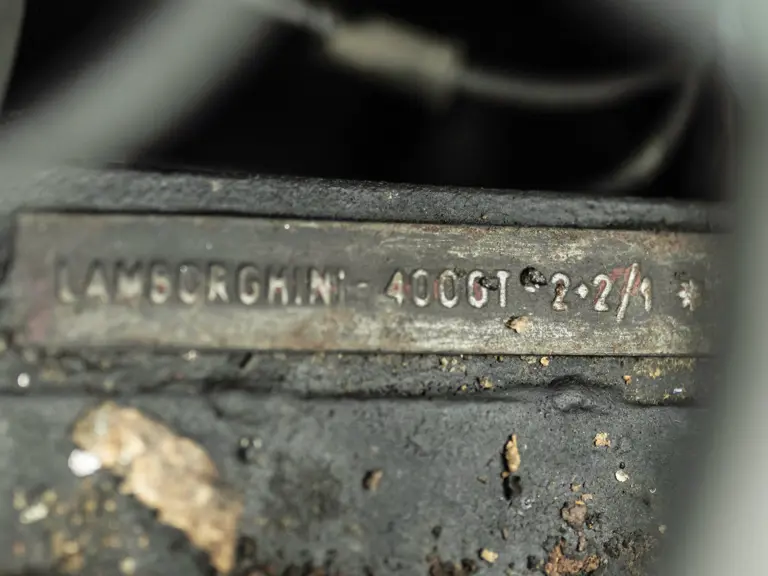 LAMBORGHINI - 400GT - 2+2/1 *